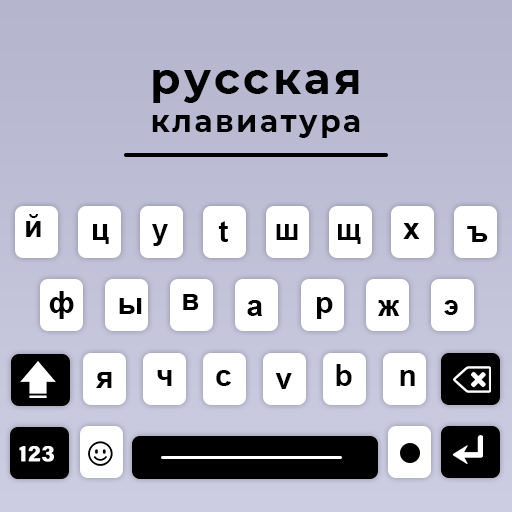 русская
клавиатура
й ц у t ш щ х ъ
ф ы в а р ж э
я ч с v b n
123